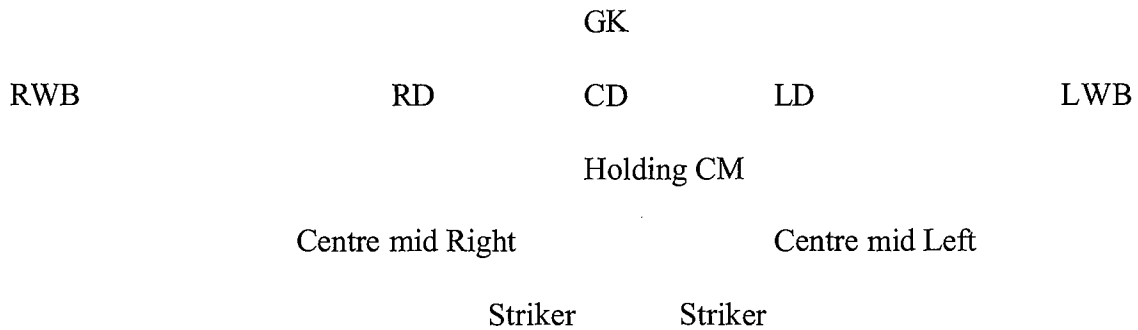 GK
RWB RD CD LD LWB
Holding CM
Centre mid Right Centre mid Left
Striker Striker